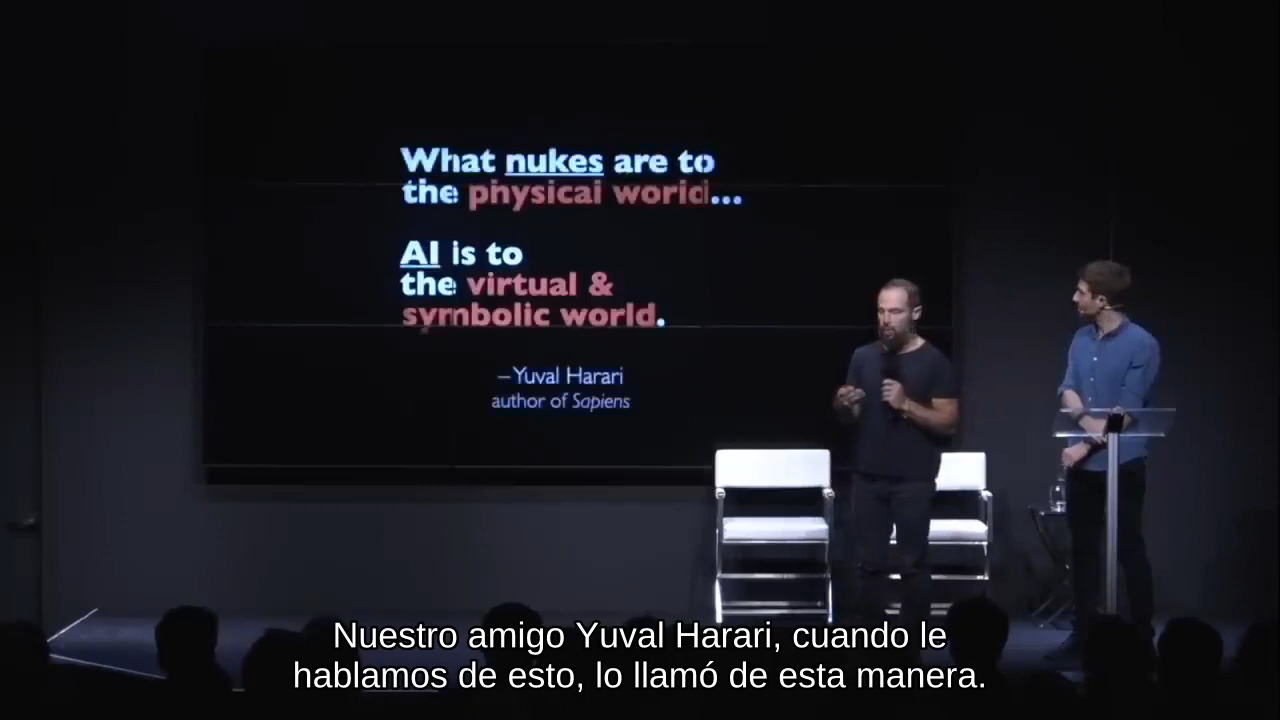 What nukes are to
the physical world...
AI is to
the virtual &
symbolic world.
–Yuval Harari
author of Sapiens
Nuestro amigo Yuval Harari, cuando le
hablamos de esto, lo llamó de esta manera.